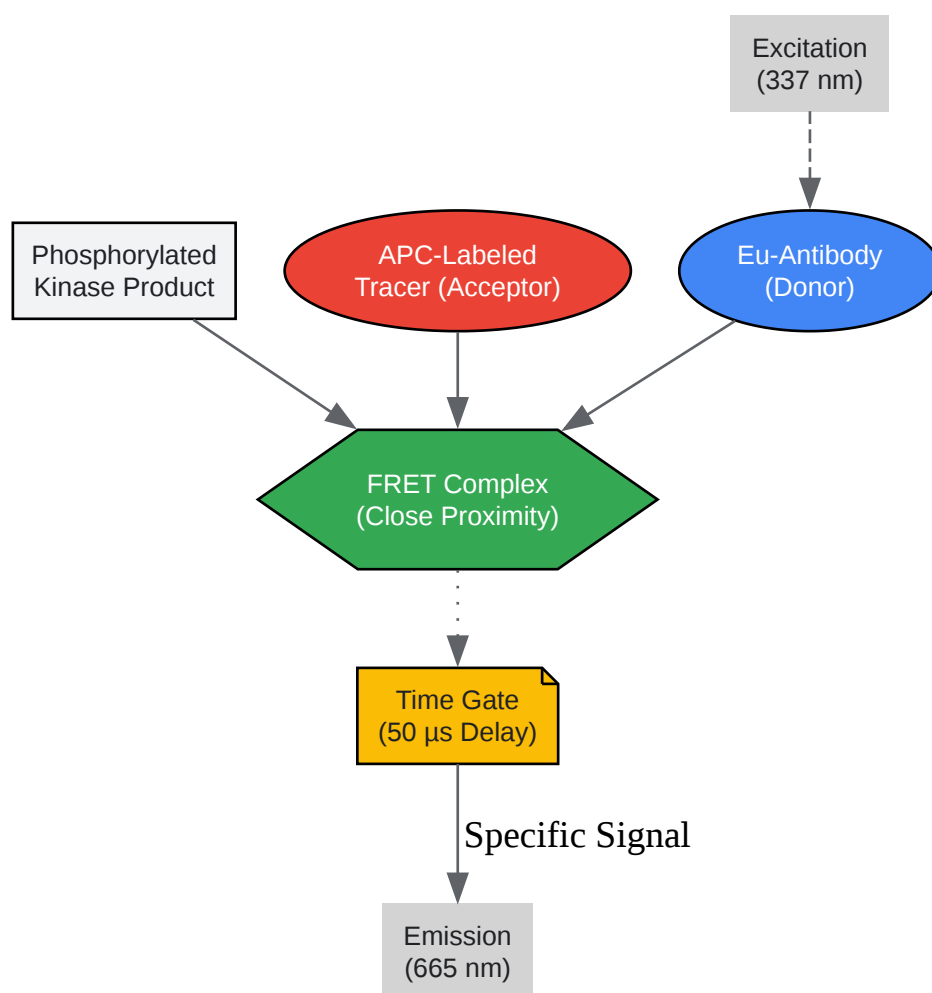 Excitation
(337 nm)
Phosphorylated
Kinase Product
APC-Labeled
Tracer (Acceptor)
Eu-Antibody
(Donor)
FRET Complex
(Close Proximity)
Time Gate
(50 µs Delay)
Specific Signal
Emission
(665 nm)